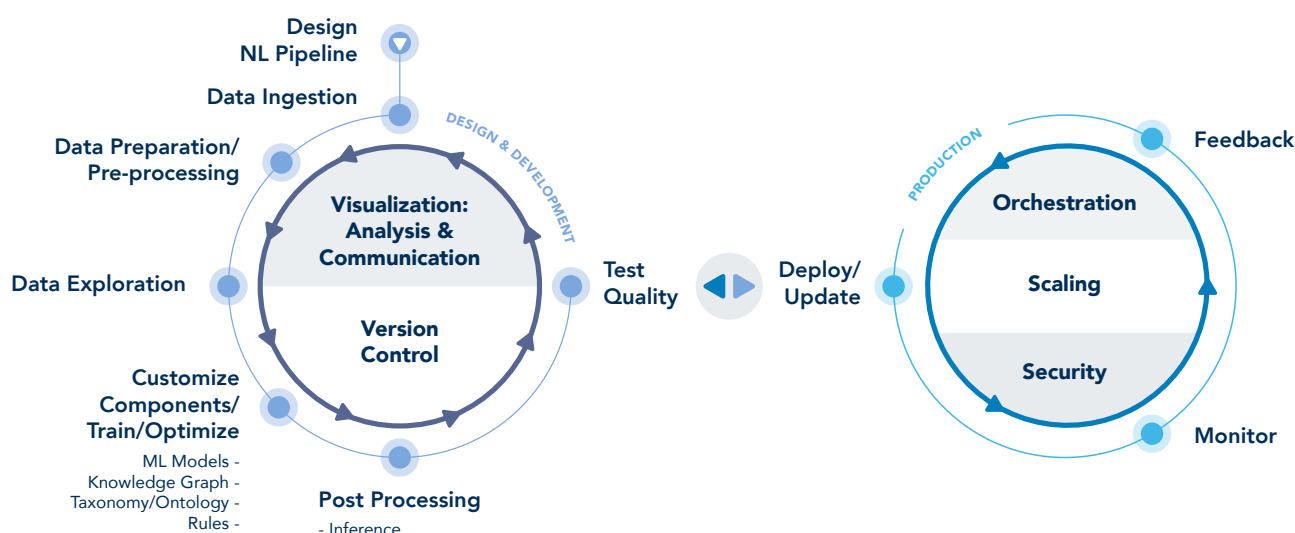 Design
NL Pipeline
Data Ingestion
Data Preparation/
Pre-processing
Data Exploration
Customize
Components/
Train/Optimize
ML Models -
Knowledge Graph -
Taxonomy/Ontology -
Rules -
Post Processing
- Inference
Test
Quality
DESIGN & DEVELOPMENT
Visualization:
Analysis &
Communication
Version
Control
Deploy/
Update
PRODUCTION
Feedback
Monitor
Orchestration
Scaling
Security